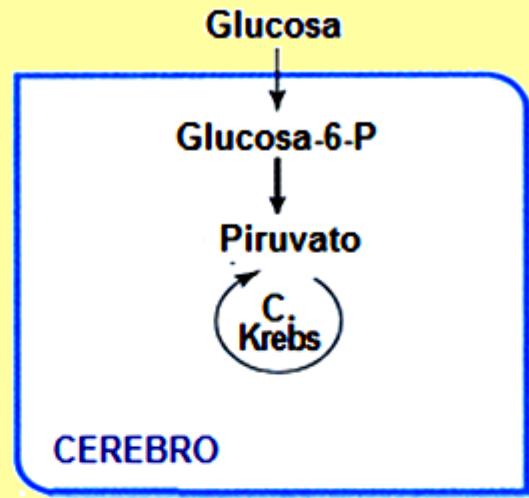 Glucosa
Glucosa-6-P
Piruvato
C.
Krebs
CEREBRO